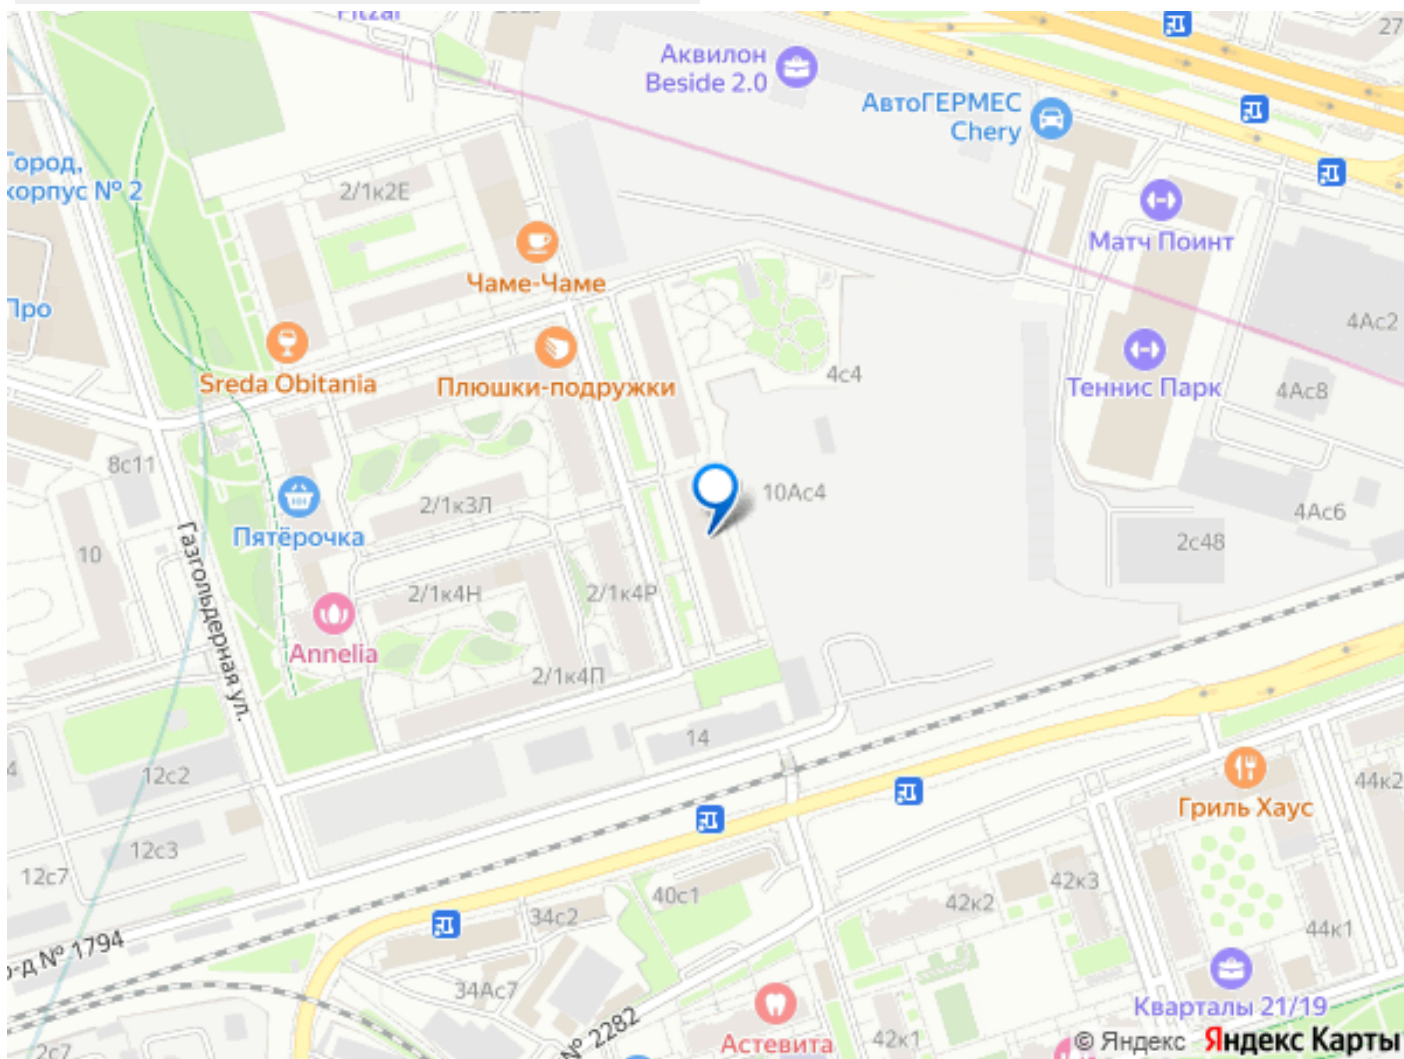 Fitzal
27
Аквилон
Beside 2.0
АвтоГЕРМЕС
Chery
Город,
корпус № 2
2/1к2Е
Матч Поинт
Чаме-Чаме
Про
4Ас2
Sreda Obitania
Плюшки-подружки
4с4
Теннис Парк
4Ас8
8с11
2/1к3Л
10Ас4
4Ас6
Пятёрочка
10
2с48
Газгольдерная ул.
2/1к4Н
2/1к4Р
Annelia
2/1к4П
14
4
12с2
44к2
Гриль Хаус
12с3
12с7
40с1
42к3
42к2
34с2
44к1
р-д № 1794
34Ас7
Кварталы 21/19
№ 2282
Астевита
42к1
2с7
© Яндекс Яндекс Карты